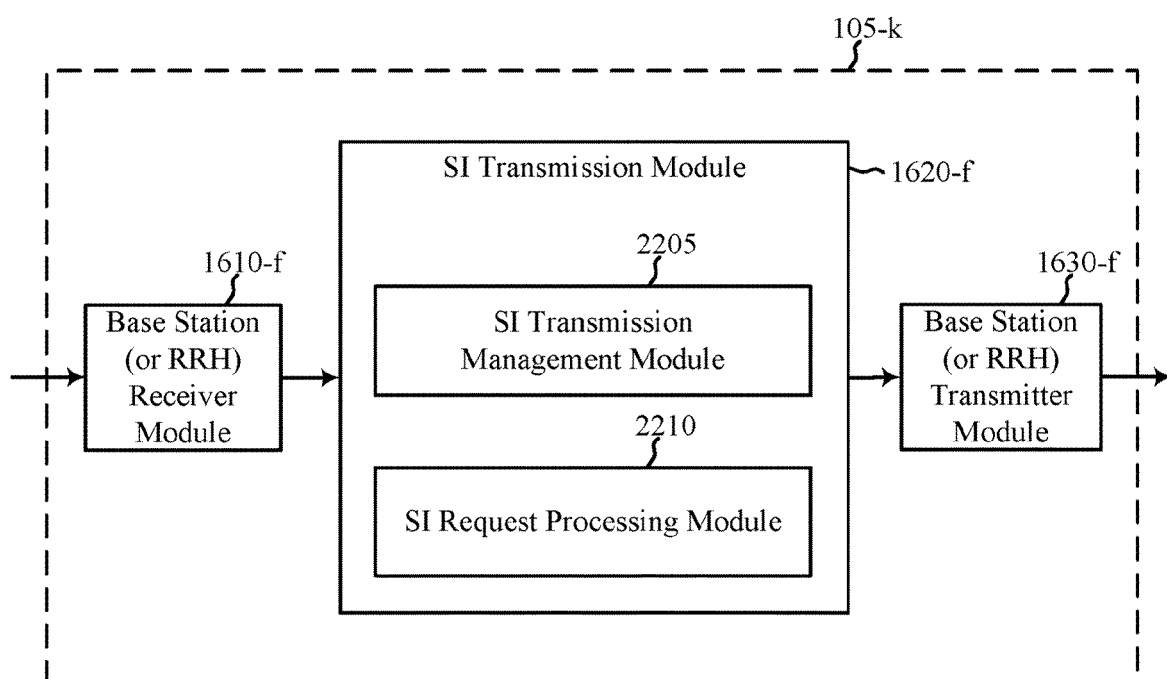 105-k
SI Transmission Module
1620-f
2205
1610-f
1630-f
Base Station
(or RRH)
Receiver
Module
SI Transmission
Management Module
Base Station
(or RRH)
Transmitter
Module
2210
SI Request Processing Module